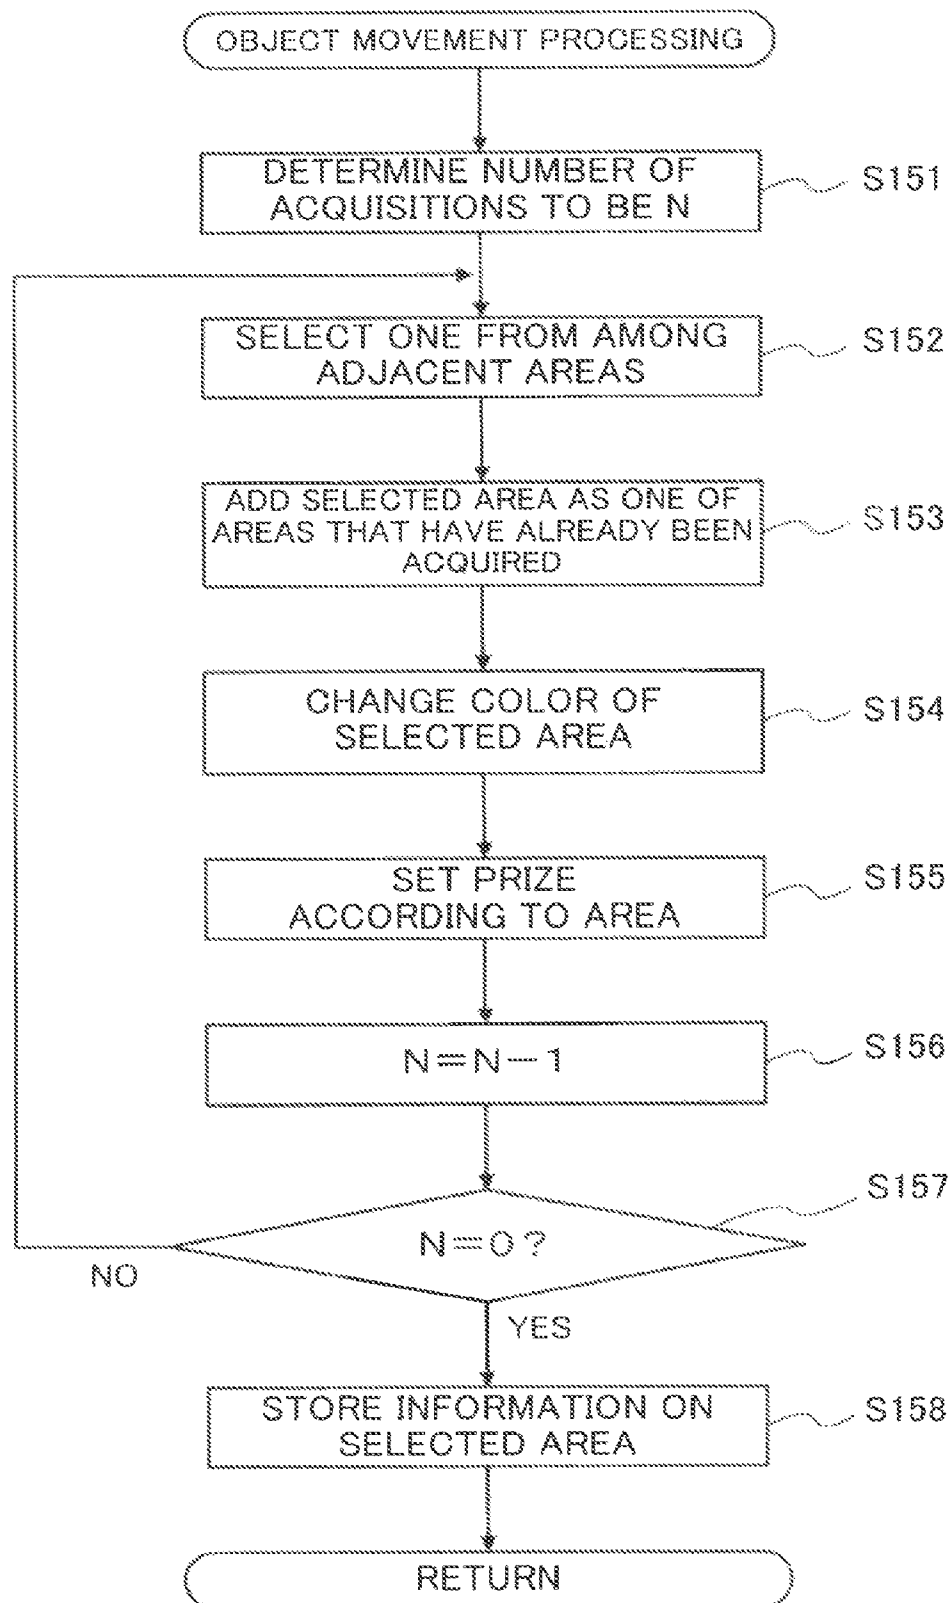 OBJECT MOVEMENT PROCESSING
DETERMINE NUMBER OF
ACQUISITIONS TO BE N
S151
SELECT ONE FROM AMONG
ADJACENT AREAS
S152
ADD SELECTED AREA AS ONE OF
AREAS THAT HAVE ALREADY BEEN
ACQUIRED
S153
CHANGE COLOR OF
SELECTED AREA
S154
SET PRIZE
ACCORDING TO AREA
S155
N=N-1
S156
N=0?
S157
NO
YES
STORE INFORMATION ON
SELECTED AREA
S158
RETURN